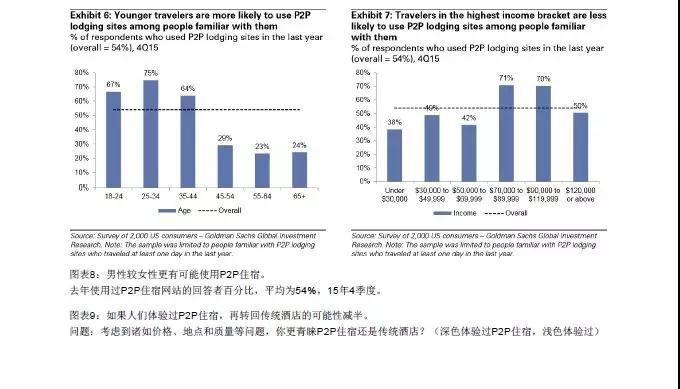 Exhibit 6: Younger travelers are more likely to use P2P
lodging sites among people familiar with them
% of respondents who used P2P lodging sites in the last year
(overall = 54%), 4Q15
80%
70%
60%
50%
40%
30%
20%
10%
0%
67%
75%
64%
29%
23%
24%
18-24
25-34
35-44
45-54
55-64
65+
Age
Overall
Source: Survey of 2,000 US consumers – Goldman Sachs Global Investment
Research. Note: The sample was limited to people familiar with P2P lodging
sites who traveled at least one day in the last year.
Exhibit 7: Travelers in the highest income bracket are less
likely to use P2P lodging sites among people familiar
with them
% of respondents who used P2P lodging sites in the last year
(overall = 54%), 4Q15
80%
70%
60%
50%
40%
30%
20%
10%
0%
38%
49%
42%
71%
70%
50%
Under
$30,000
$30,000 to
$49,999
$50,000 to
$69,999
$70,000 to
$89,999
$90,000 to
$119,999
$120,000
or above
Income
Overall
Source: Survey of 2,000 US consumers – Goldman Sachs Global Investment
Research. Note: The sample was limited to people familiar with P2P lodging
sites who traveled at least one day in the last year.
图表8：男性较女性更有可能使用P2P住宿。
去年使用过P2P住宿网站的回答者百分比，平均为54%，15年4季度。
图表9：如果人们体验过P2P住宿，再转回传统酒店的可能性减半。
问题：考虑到诸如价格、地点和质量等问题，你更青睐P2P住宿还是传统酒店？（深色体验过P2P住宿，浅色体验过）